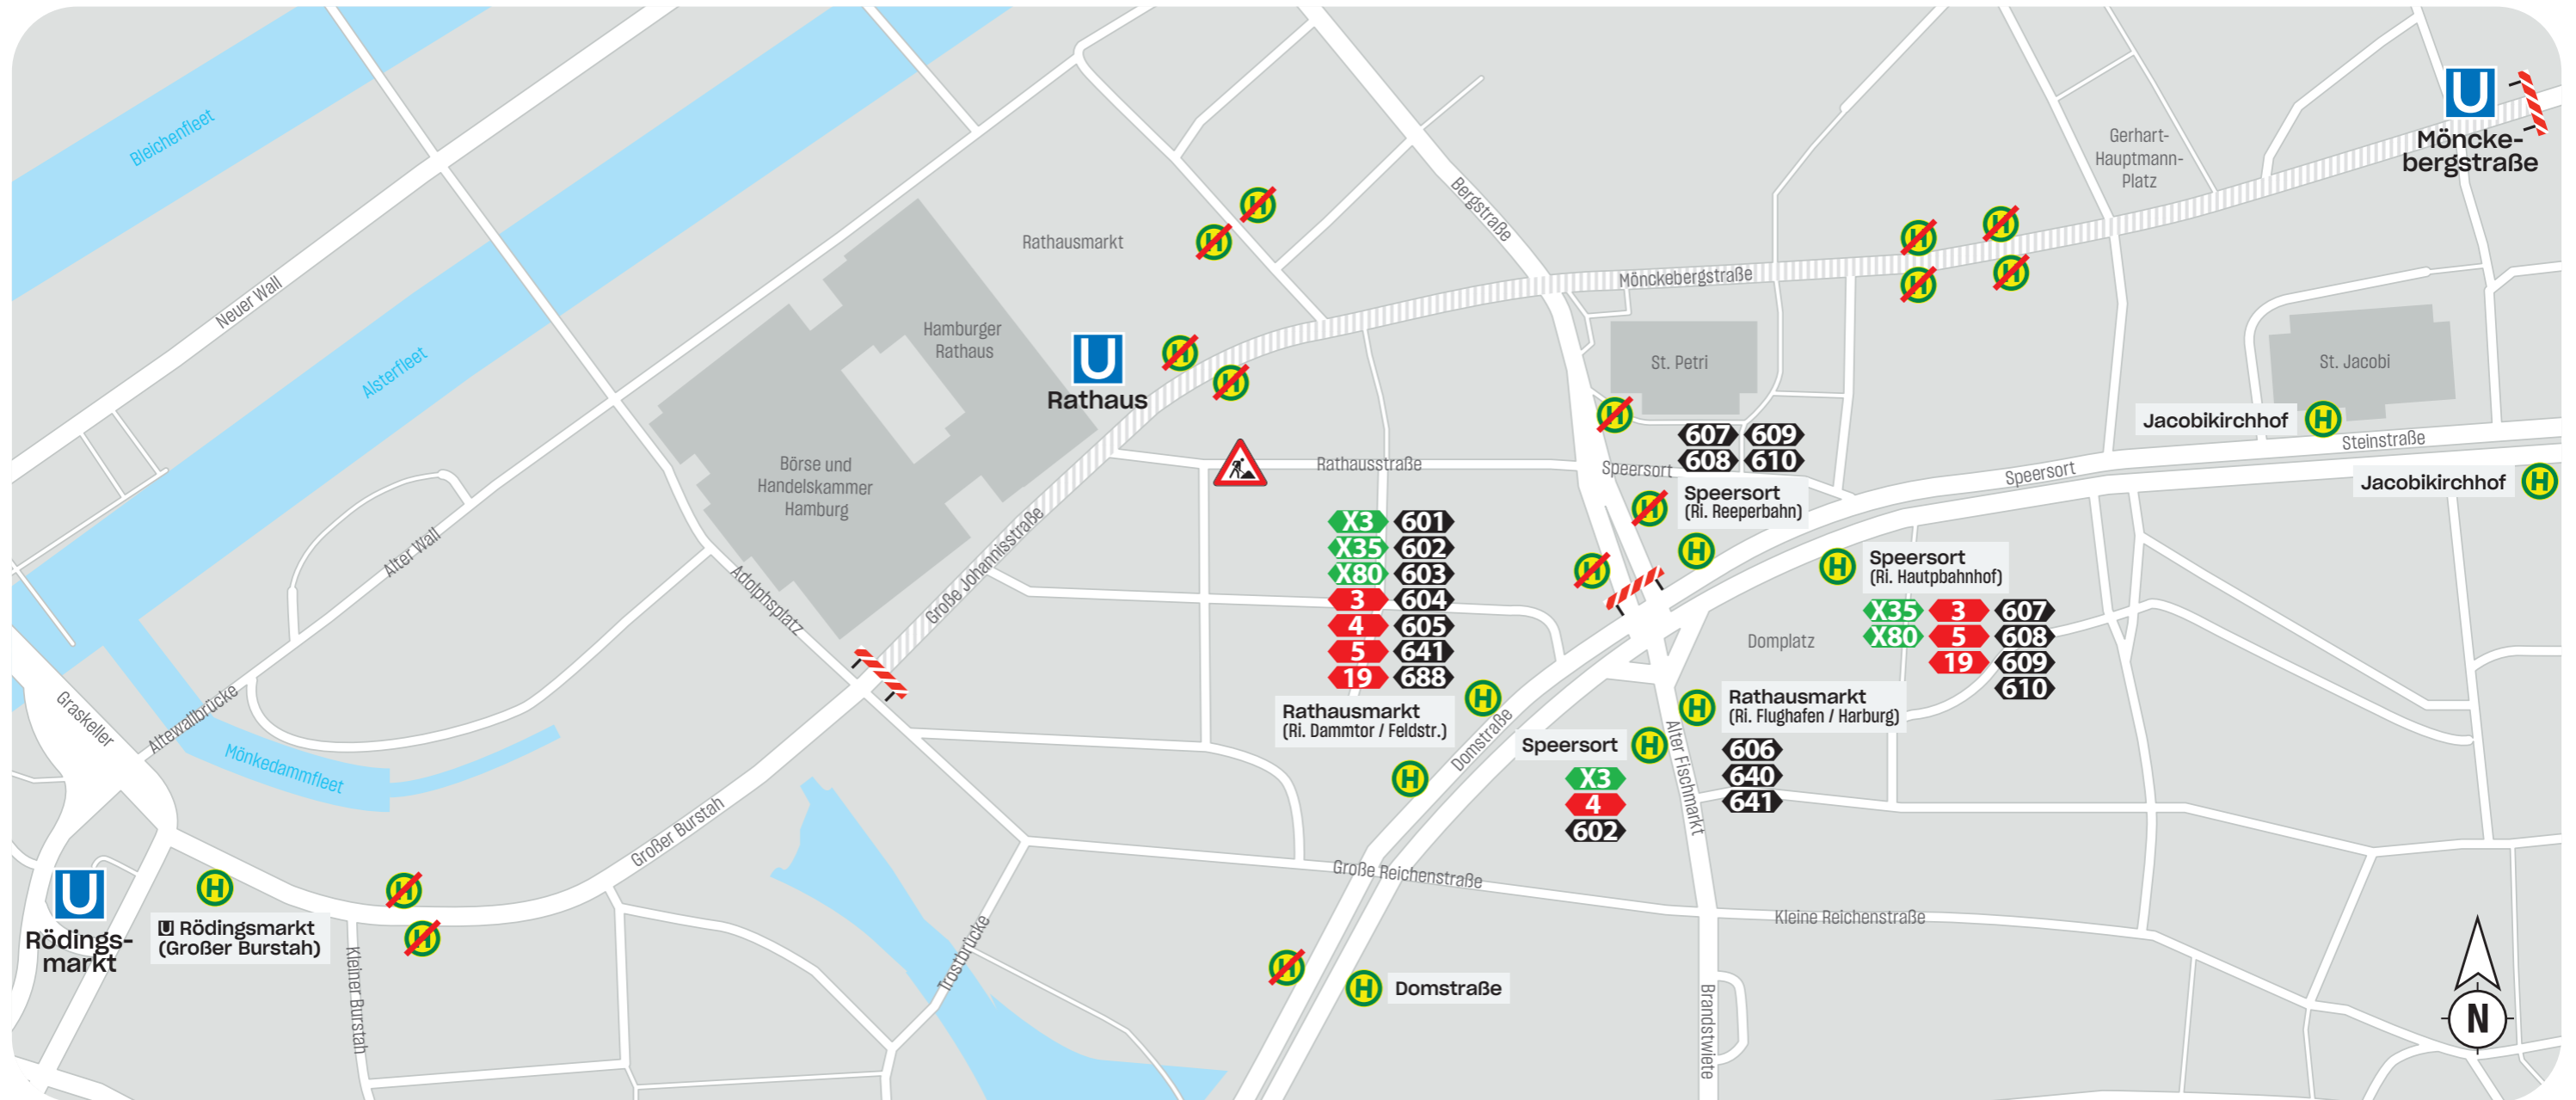 Bleichenfleet
Neuer Wall
Alsterfleet
Rathausmarkt
Hamburger
Rathaus
U
Rathaus
Börse und
Handelskammer
Hamburg
Bergstraße
Mönckebergstraße
Gerhart-
Hauptmann-
Platz
U
Möncke-
bergstraße
H
H
H
H
H
H
H
H
H
St. Petri
St. Jacobi
Jacobikirchhof H
Steinstraße
Jacobikirchhof H
Speersort
Rathausstraße
Speersort
607 609
608 610
H
Speersort
(Ri. Reeperbahn)
H
H
H
Speersort
(Ri. Hautpbahnhof)
X35 3 607
X80 5 608
19 609
610
Domplatz
X3 601
X35 602
X80 603
3 604
4 605
5 641
19 688
Rathausmarkt
(Ri. Dammtor / Feldstr.)
H
H
Domstraße
Speersort H
X3
4
602
H
Rathausmarkt
(Ri. Flughafen / Harburg)
606
640
641
Alter Fischmarkt
Alter Wall
Adolphsplatz
Große Johannisstraße
Graskeller
Altewallbrücke
Mönkedammfleet
Großer Burstah
U
Rödings-
markt
H
U Rödingsmarkt
(Großer Burstah)
H
H
Kleiner Burstah
Trostbrücke
Große Reichenstraße
Kleine Reichenstraße
H
H Domstraße
Brandstwiete
N